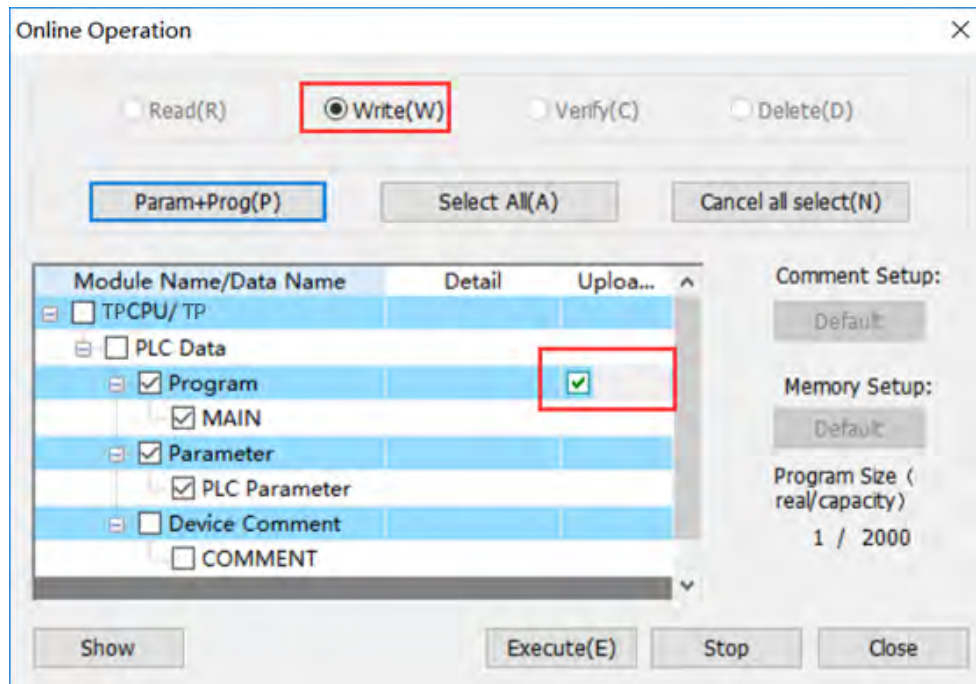 Online Operation
Read(R) Write(W) Verify(C) Delete(D)
Param+Prog(P) Select All(A) Cancel all select(N)
Module Name/Data Name Detail Uploa...
TPCPU/ TP
PLC Data
Program
MAIN
Parameter
PLC Parameter
Device Comment
COMMENT
Comment Setup:
Default
Memory Setup:
Default
Program Size (
real/capacity)
1 / 2000
Show Execute(E) Stop Close